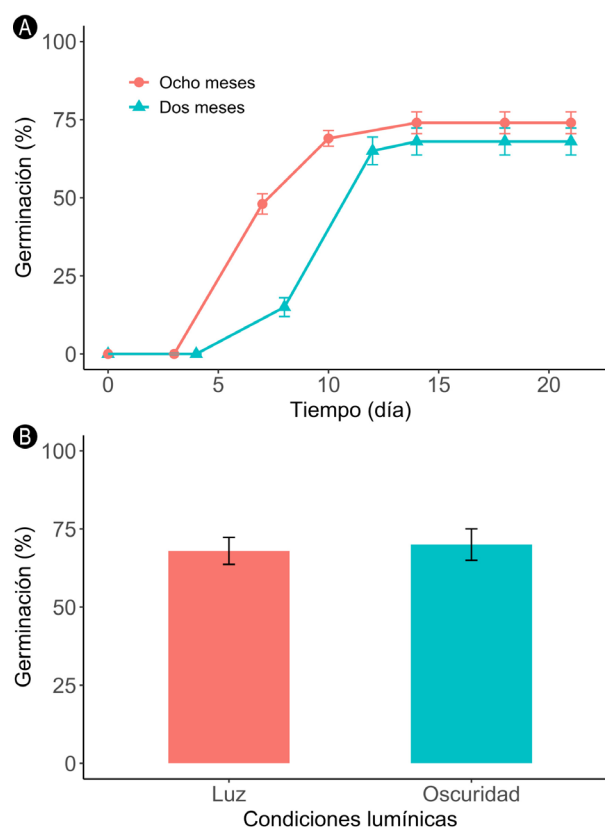 A
100
75
50
25
0
Germinación (%)
Ocho meses
Dos meses
0 5 10 15 20
Tiempo (día)
B
100
75
50
25
0
Germinación (%)
Luz Oscuridad
Condiciones lumínicas